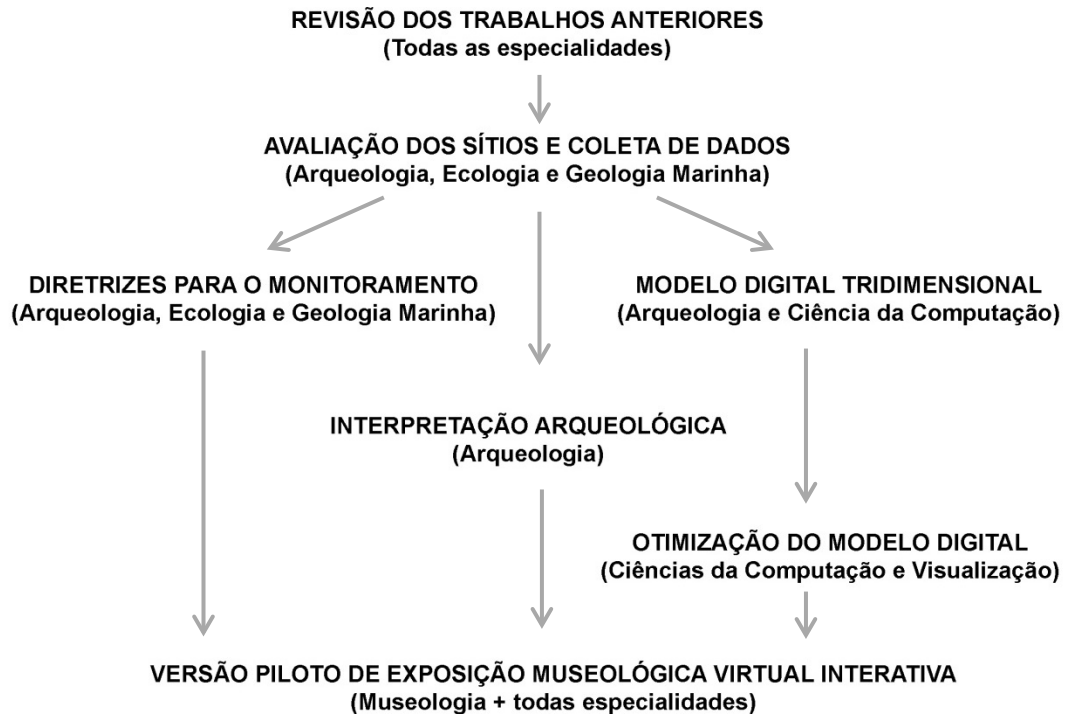 REVISÃO DOS TRABALHOS ANTERIORES
(Todas as especialidades)
AVALIAÇÃO DOS SÍTIOS E COLETA DE DADOS
(Arqueologia, Ecologia e Geologia Marinha)
DIRETRIZES PARA O MONITORAMENTO
(Arqueologia, Ecologia e Geologia Marinha)
MODELO DIGITAL TRIDIMENSIONAL
(Arqueologia e Ciência da Computação)
INTERPRETAÇÃO ARQUEOLÓGICA
(Arqueologia)
OTIMIZAÇÃO DO MODELO DIGITAL
(Ciências da Computação e Visualização)
VERSÃO PILOTO DE EXPOSIÇÃO MUSEOLÓGICA VIRTUAL INTERATIVA
(Museologia + todas especialidades)